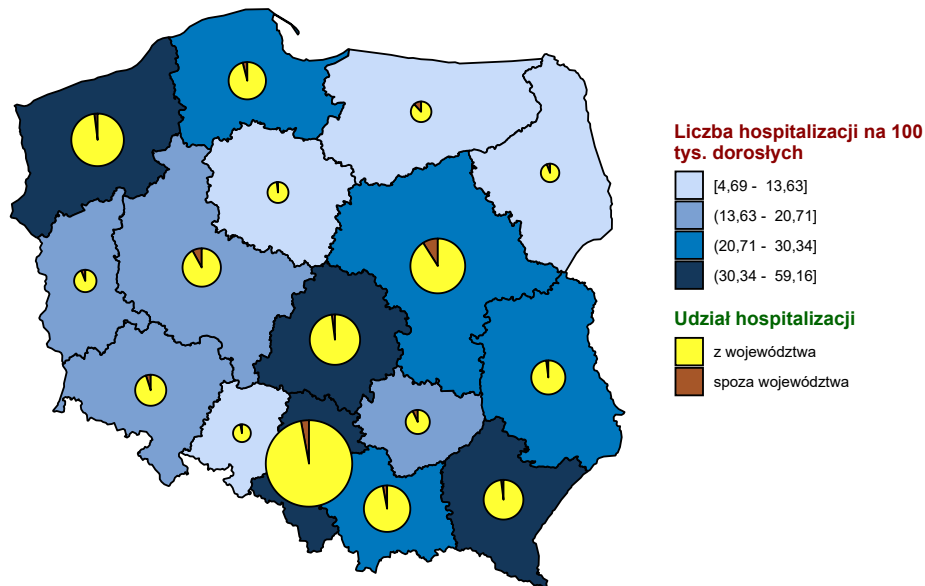 Liczba hospitalizacji na 100
tys. dorosłych
[4,69 - 13,63]
(13,63 - 20,71]
(20,71 - 30,34]
(30,34 - 59,16]
Udział hospitalizacji
z województwa
spoza województwa